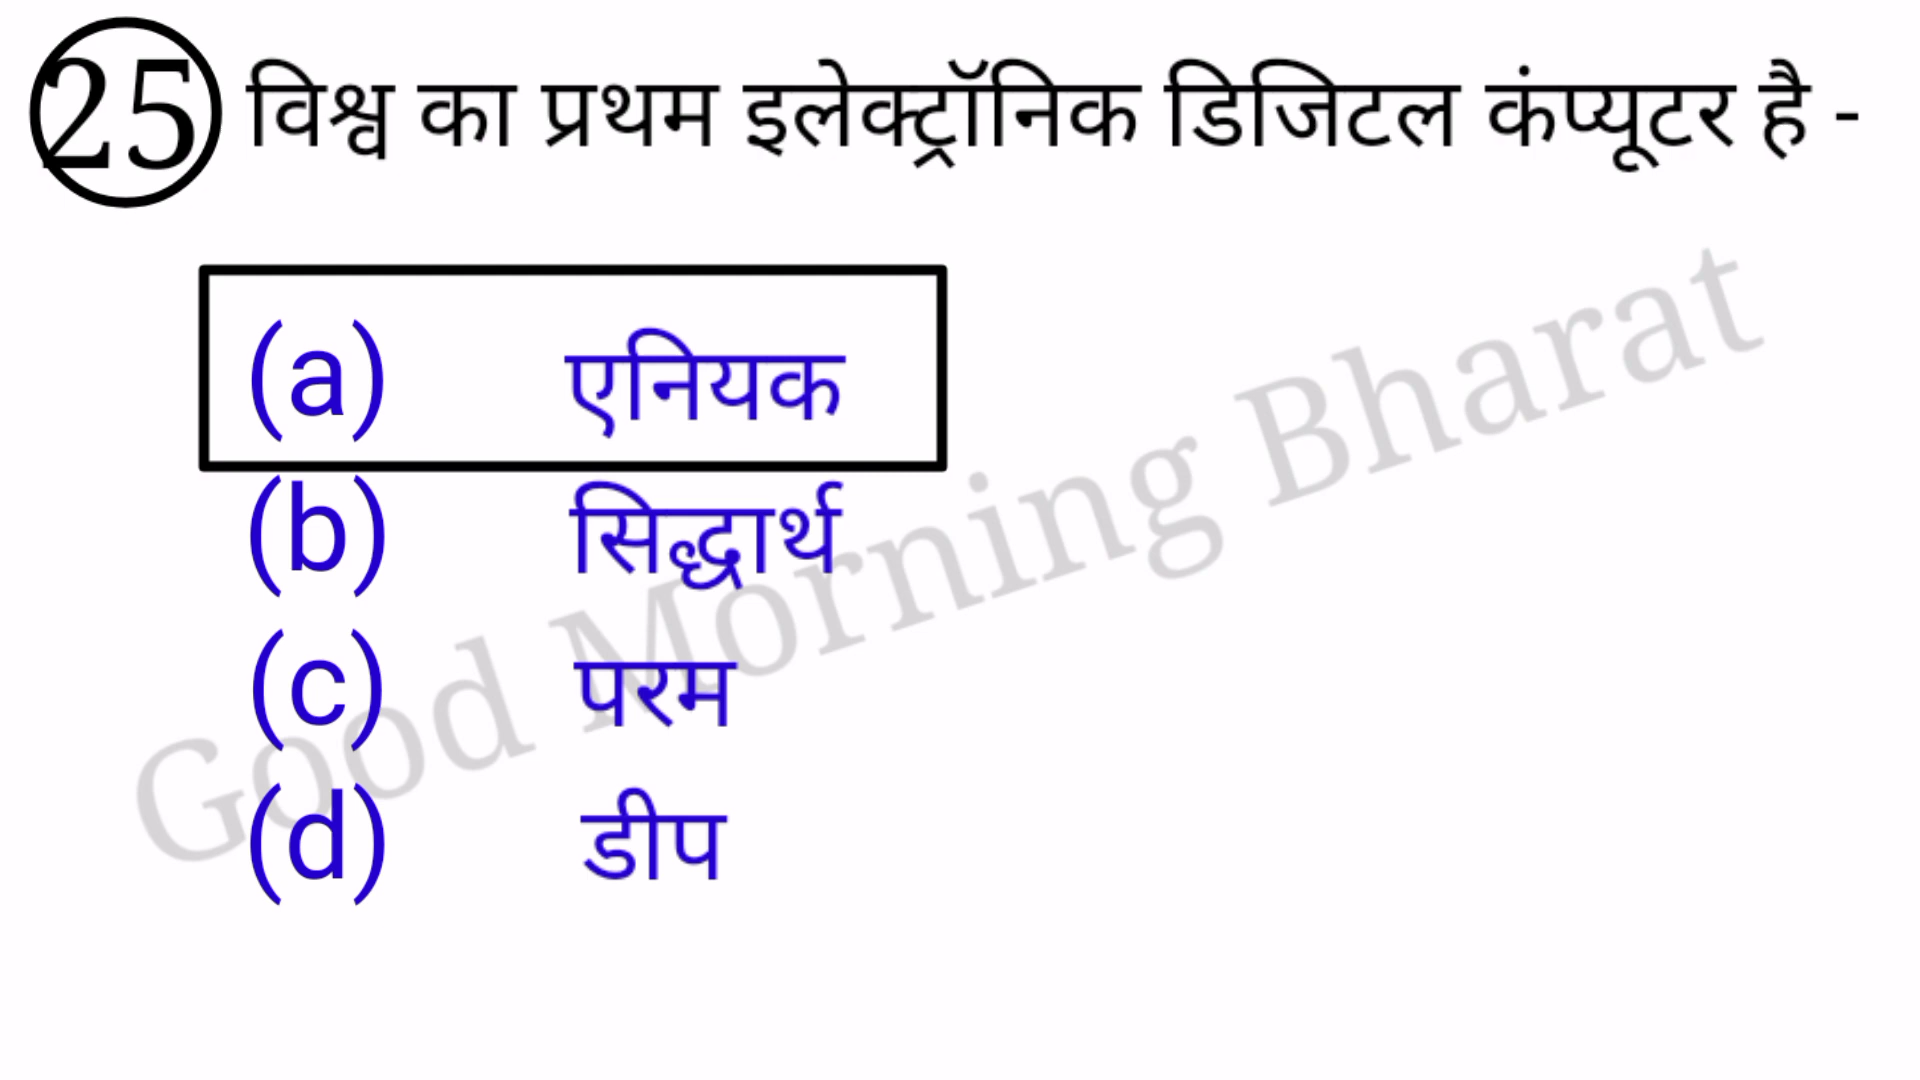 25 विश्व का प्रथम इलेक्ट्रॉनिक डिजिटल कंप्यूटर है -
(a) एनियक
(b) सिद्धार्थ
(c) परम
(d) डीप
Good Morning Bharat